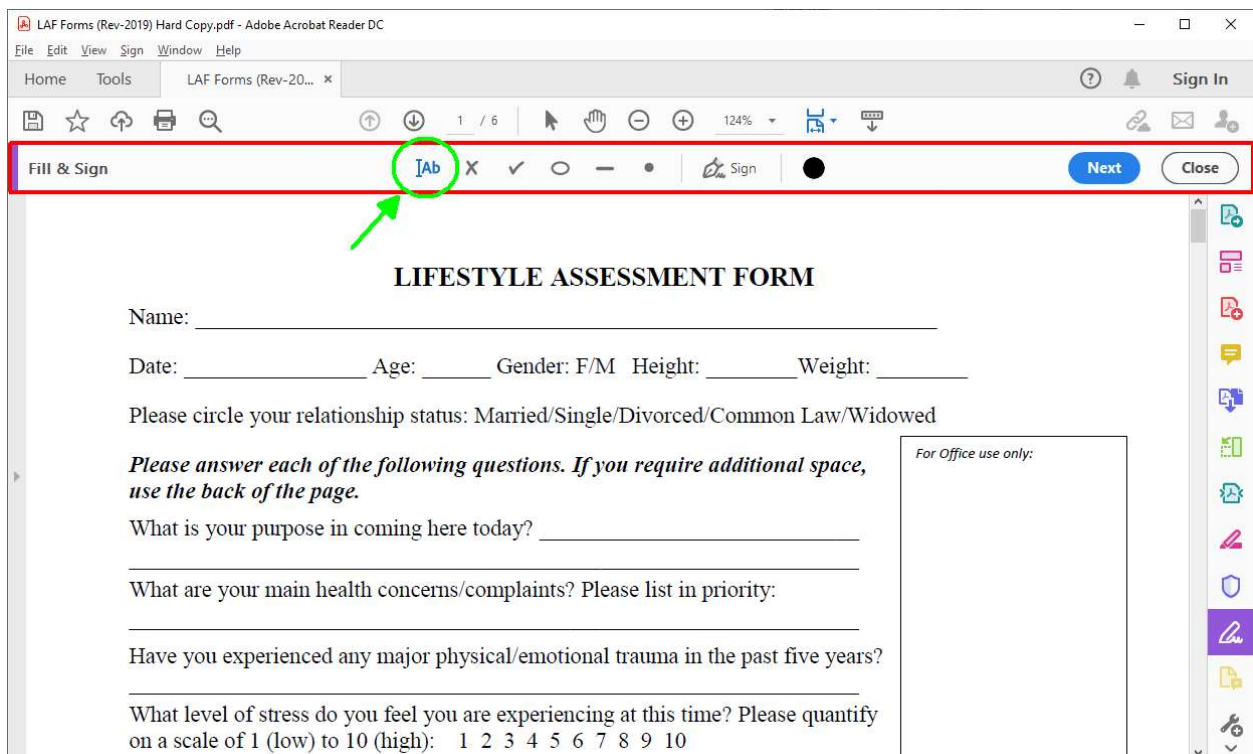 LAF Forms (Rev-2019) Hard Copy.pdf - Adobe Acrobat Reader DC
File Edit View Sign Window Help
Home Tools LAF Forms (Rev-20... × Sign In
1 / 6 124%
Fill & Sign Ab Sign Next Close
LIFESTYLE ASSESSMENT FORM
Name: ____________________
Date: __________ Age: ______ Gender: F/M Height: ________Weight: ________
Please circle your relationship status: Married/Single/Divorced/Common Law/Widowed
For Office use only:
Please answer each of the following questions. If you require additional space,
use the back of the page.
What is your purpose in coming here today? ____________________
What are your main health concerns/complaints? Please list in priority:
Have you experienced any major physical/emotional trauma in the past five years?
What level of stress do you feel you are experiencing at this time? Please quantify
on a scale of 1 (low) to 10 (high): 1 2 3 4 5 6 7 8 9 10